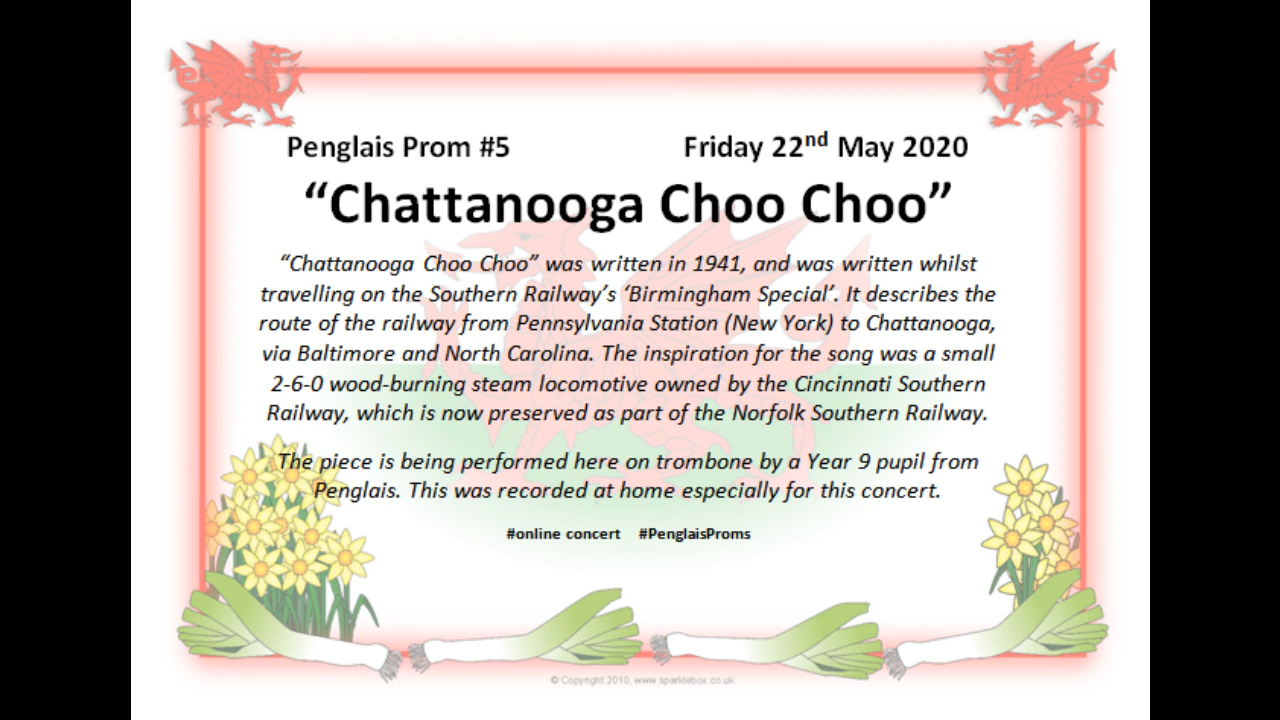 Penglais Prom #5 Friday 22nd May 2020
“Chattanooga Choo Choo”
“Chattanooga Choo Choo” was written in 1941, and was written whilst
travelling on the Southern Railway’s ‘Birmingham Special’. It describes the
route of the railway from Pennsylvania Station (New York) to Chattanooga,
via Baltimore and North Carolina. The inspiration for the song was a small
2-6-0 wood-burning steam locomotive owned by the Cincinnati Southern
Railway, which is now preserved as part of the Norfolk Southern Railway.
The piece is being performed here on trombone by a Year 9 pupil from
Penglais. This was recorded at home especially for this concert.
#online concert #PenglaisProms
© Copyright 2010, www.sparklebox.co.uk